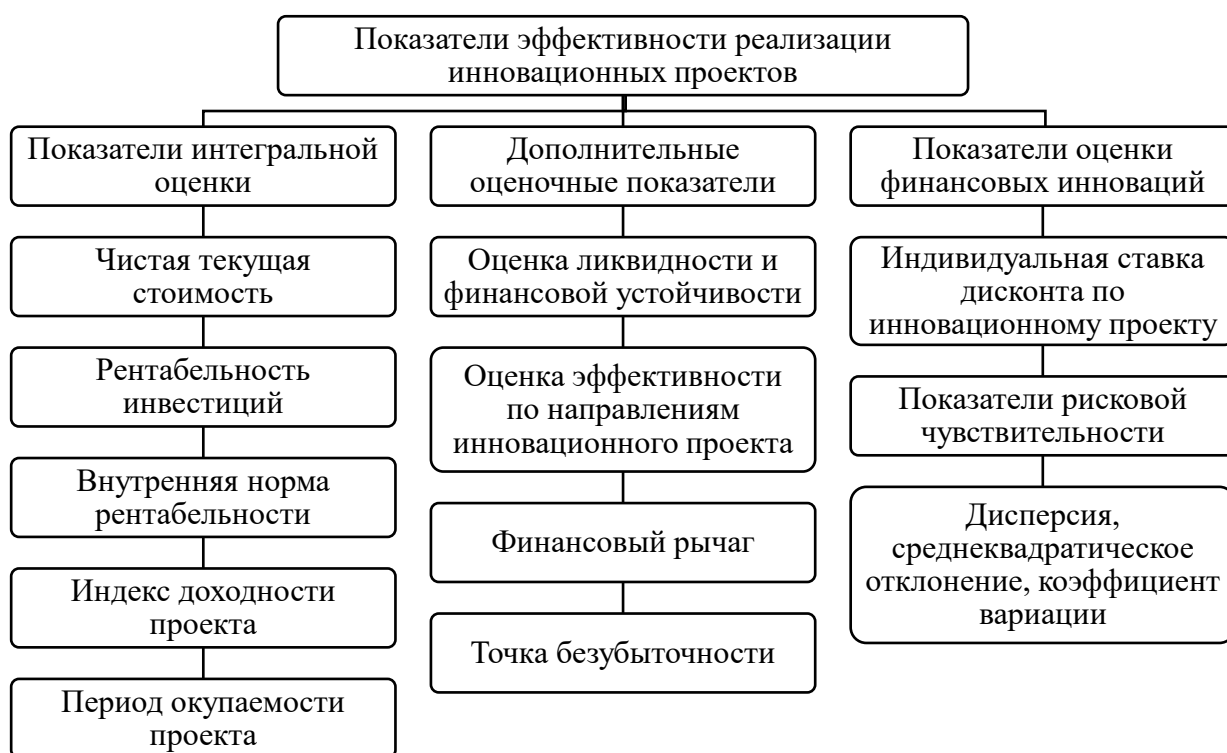 Показатели эффективности реализации
инновационных проектов
Показатели интегральной
оценки
Чистая текущая
стоимость
Рентабельность
инвестиций
Внутренняя норма
рентабельности
Индекс доходности
проекта
Период окупаемости
проекта
Дополнительные
оценочные показатели
Оценка ликвидности и
финансовой устойчивости
Оценка эффективности
по направлениям
инновационного проекта
Финансовый рычаг
Точка безубыточности
Показатели оценки
финансовых инноваций
Индивидуальная ставка
дисконта по
инновационному проекту
Показатели рисковой
чувствительности
Дисперсия,
среднеквадратическое
отклонение, коэффициент
вариации